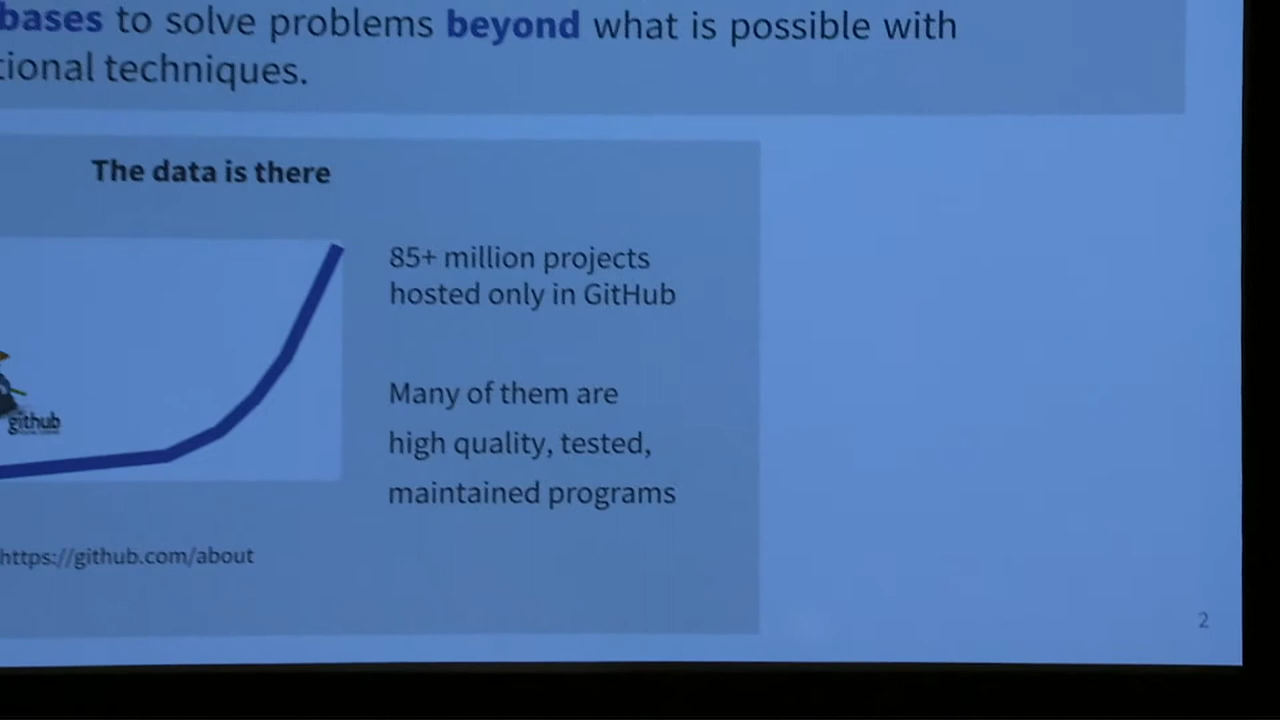 bases to solve problems beyond what is possible with
tional techniques.
The data is there
85+ million projects
hosted only in GitHub
Many of them are
high quality, tested,
maintained programs
github
https://github.com/about
2